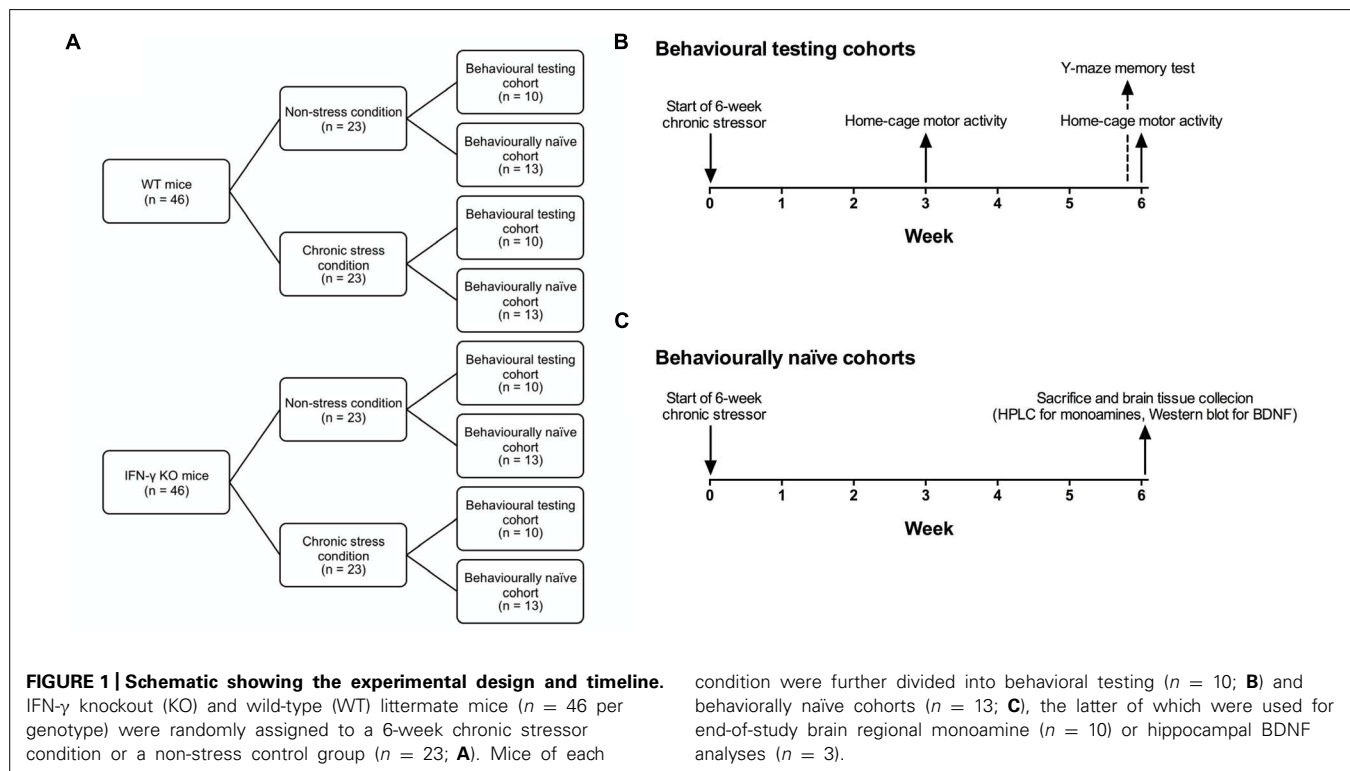 A
WT mice
(n = 46)
Non-stress condition
(n = 23)
Chronic stress
condition
(n = 23)
Behavioural testing
cohort
(n = 10)
Behaviourally naïve
cohort
(n = 13)
Behavioural testing
cohort
(n = 10)
Behaviourally naïve
cohort
(n = 13)
IFN-γ KO mice
(n = 46)
Non-stress condition
(n = 23)
Chronic stress
condition
(n = 23)
Behavioural testing
cohort
(n = 10)
Behaviourally naïve
cohort
(n = 13)
Behavioural testing
cohort
(n = 10)
Behaviourally naïve
cohort
(n = 13)
B
Behavioural testing cohorts
Start of 6-week
chronic stressor
Home-cage motor activity
Y-maze memory test
Home-cage motor activity
0 1 2 3 4 5 6
Week
C
Behaviourally naïve cohorts
Start of 6-week
chronic stressor
Sacrifice and brain tissue collecion
(HPLC for monoamines, Western blot for BDNF)
0 1 2 3 4 5 6
Week
FIGURE 1 | Schematic showing the experimental design and timeline.
IFN-γ knockout (KO) and wild-type (WT) littermate mice (n = 46 per
genotype) were randomly assigned to a 6-week chronic stressor
condition or a non-stress control group (n = 23; A). Mice of each
condition were further divided into behavioral testing (n = 10; B) and
behaviorally naïve cohorts (n = 13; C), the latter of which were used for
end-of-study brain regional monoamine (n = 10) or hippocampal BDNF
analyses (n = 3).